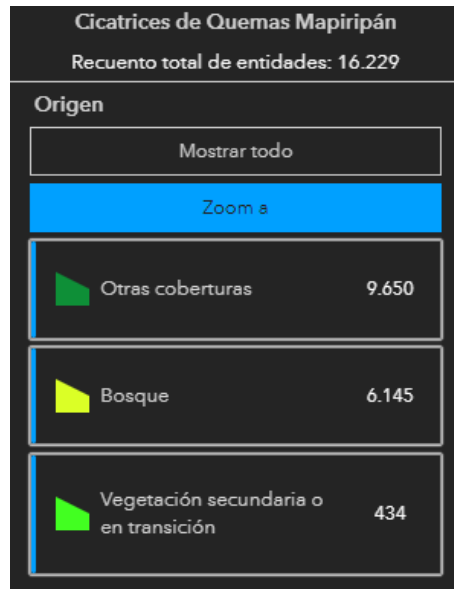 Cicatrices de Quemas Mapiripán
Recuento total de entidades: 16.229
Origen
Mostrar todo
Zoom a
Otras coberturas 9.650
Bosque 6.145
Vegetación secundaria o
en transición 434